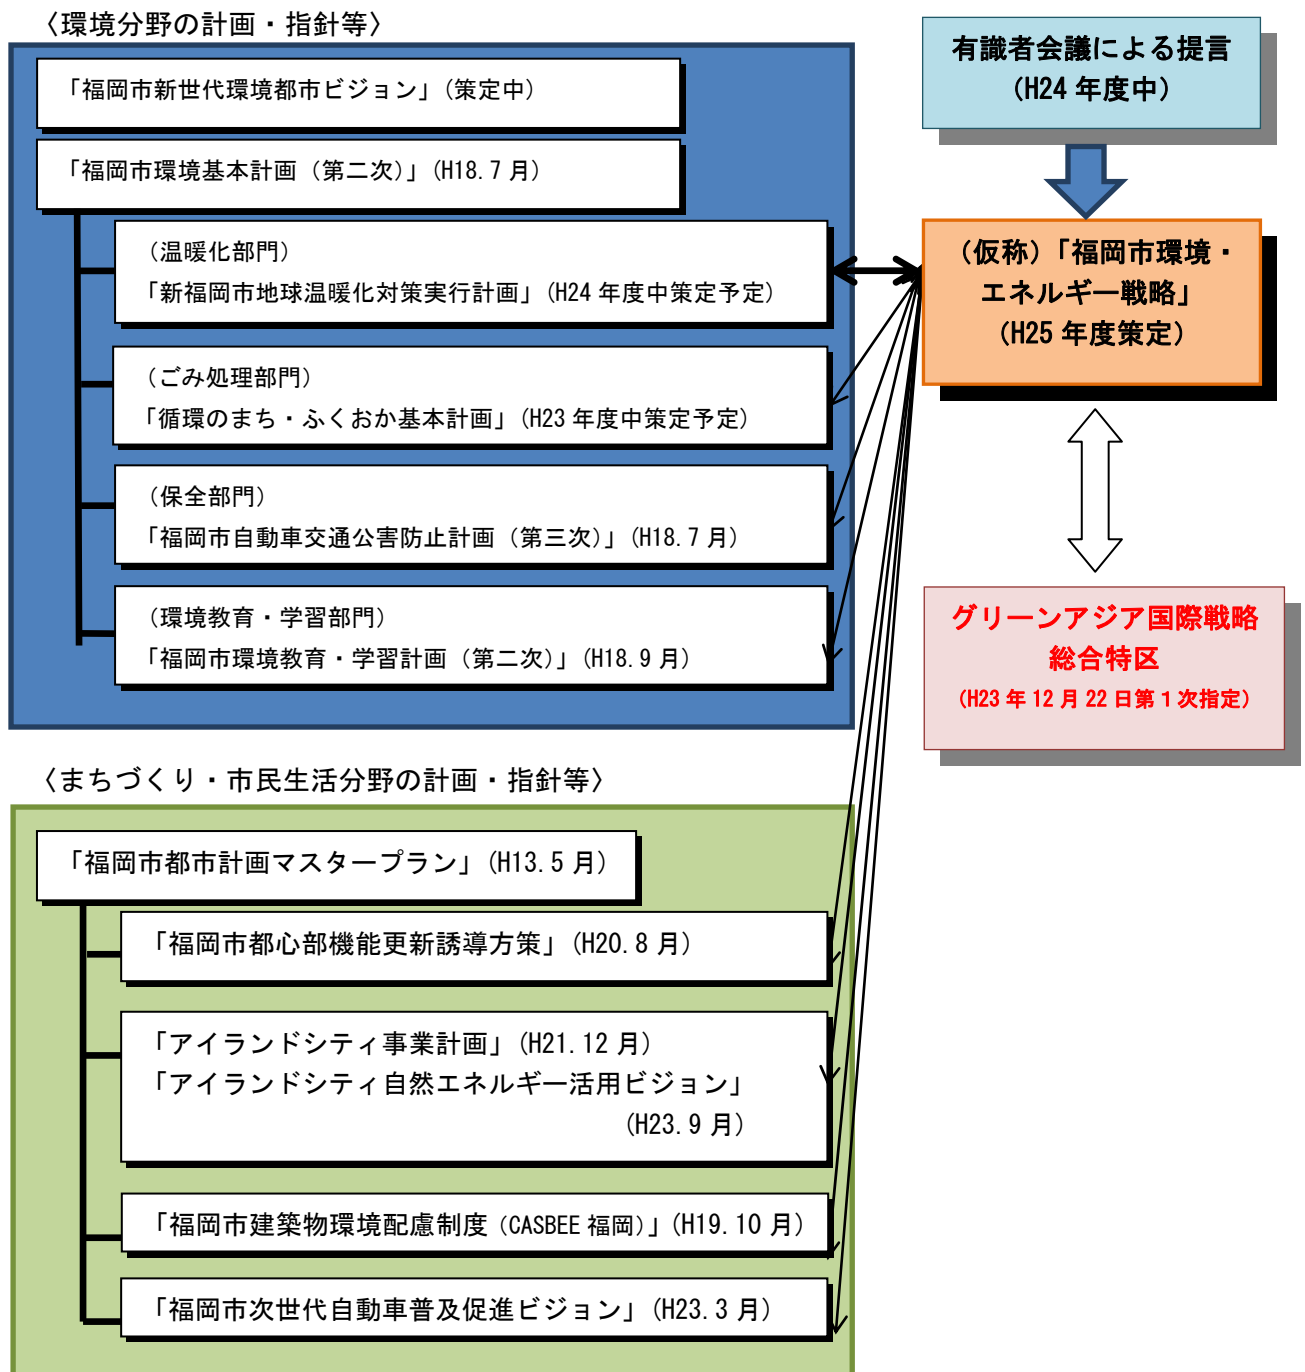 〈環境分野の計画・指針等〉
「福岡市新世代環境都市ビジョン」(策定中)
「福岡市環境基本計画（第二次）」(H18.7月)
（温暖化部門）
「新福岡市地球温暖化対策実行計画」(H24年度中策定予定)
（ごみ処理部門）
「循環のまち・ふくおか基本計画」(H23年度中策定予定)
（保全部門）
「福岡市自動車交通公害防止計画（第三次）」(H18.7月)
（環境教育・学習部門）
「福岡市環境教育・学習計画（第二次）」(H18.9月)
有識者会議による提言
(H24年度中)
（仮称）「福岡市環境・
エネルギー戦略」
(H25年度策定)
グリーンアジア国際戦略
総合特区
(H23年12月22日第1次指定)
〈まちづくり・市民生活分野の計画・指針等〉
「福岡市都市計画マスタープラン」(H13.5月)
「福岡市都心部機能更新誘導方策」(H20.8月)
「アイランドシティ事業計画」(H21.12月)
「アイランドシティ自然エネルギー活用ビジョン」
(H23.9月)
「福岡市建築物環境配慮制度（CASBEE福岡）」(H19.10月)
「福岡市次世代自動車普及促進ビジョン」(H23.3月)